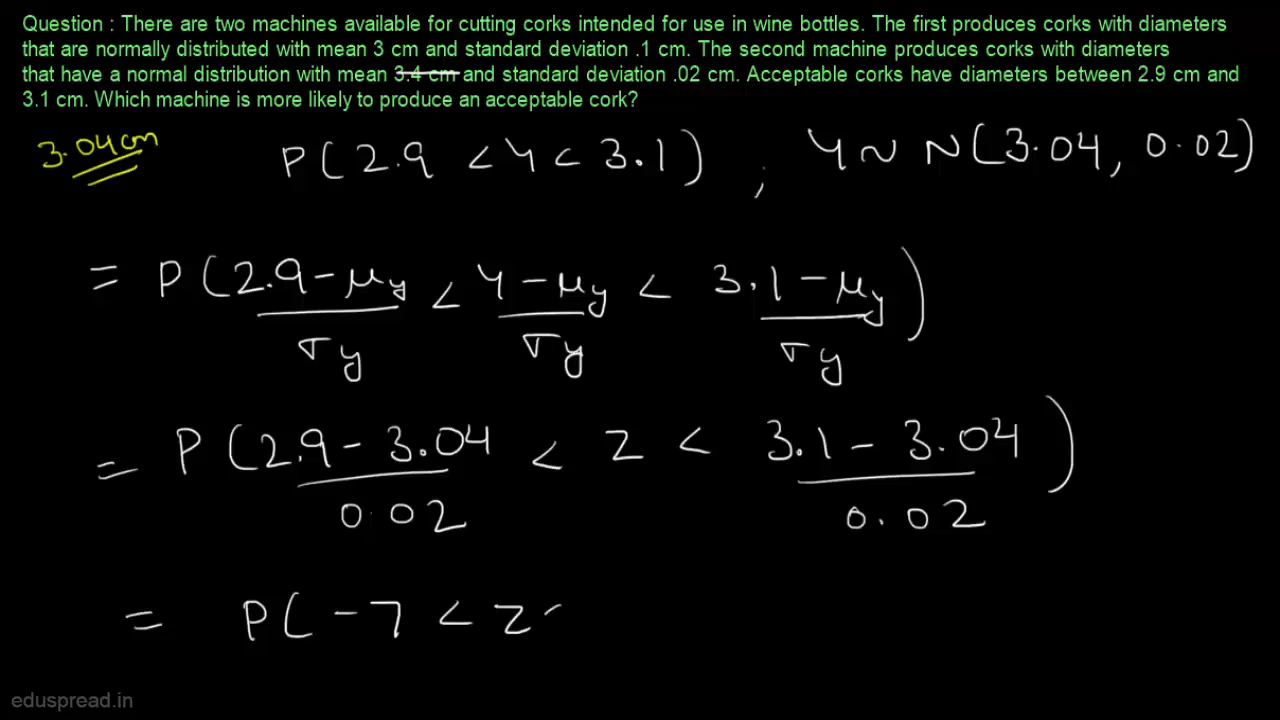 Question : There are two machines available for cutting corks intended for use in wine bottles. The first produces corks with diameters
that are normally distributed with mean 3 cm and standard deviation .1 cm. The second machine produces corks with diameters
that have a normal distribution with mean 3.4 cm and standard deviation .02 cm. Acceptable corks have diameters between 2.9 cm and
3.1 cm. Which machine is more likely to produce an acceptable cork?
3.04cm P(2.9 < Y < 3.1) ; Y ~ N(3.04, 0.02)
= P(2.9 - μy / σy < Y - μy / σy < 3.1 - μy / σy)
= P(2.9 - 3.04 / 0.02 < Z < 3.1 - 3.04 / 0.02)
= P(-7 < Z
eduspread.in